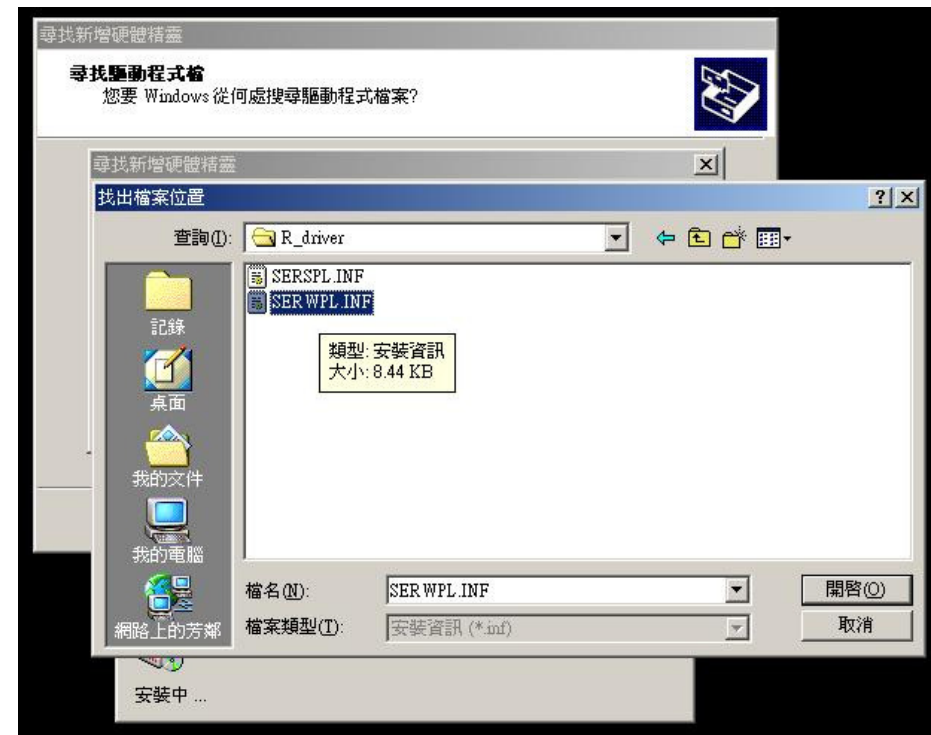 尋找新增硬體精靈
尋找驅動程式檔
您要 Windows 從何處搜尋驅動程式檔案?
尋找新增硬體精靈
找出檔案位置
查詢(I):
R_driver
SERSPL.INF
SERWPL.INF
類型: 安裝資訊
大小: 8.44 KB
記錄
桌面
我的文件
我的電腦
網路上的芳鄰
檔名(N):
SERWPL.INF
開啓(O)
檔案類型(T):
安裝資訊 (*.inf)
取消
安裝中 ...